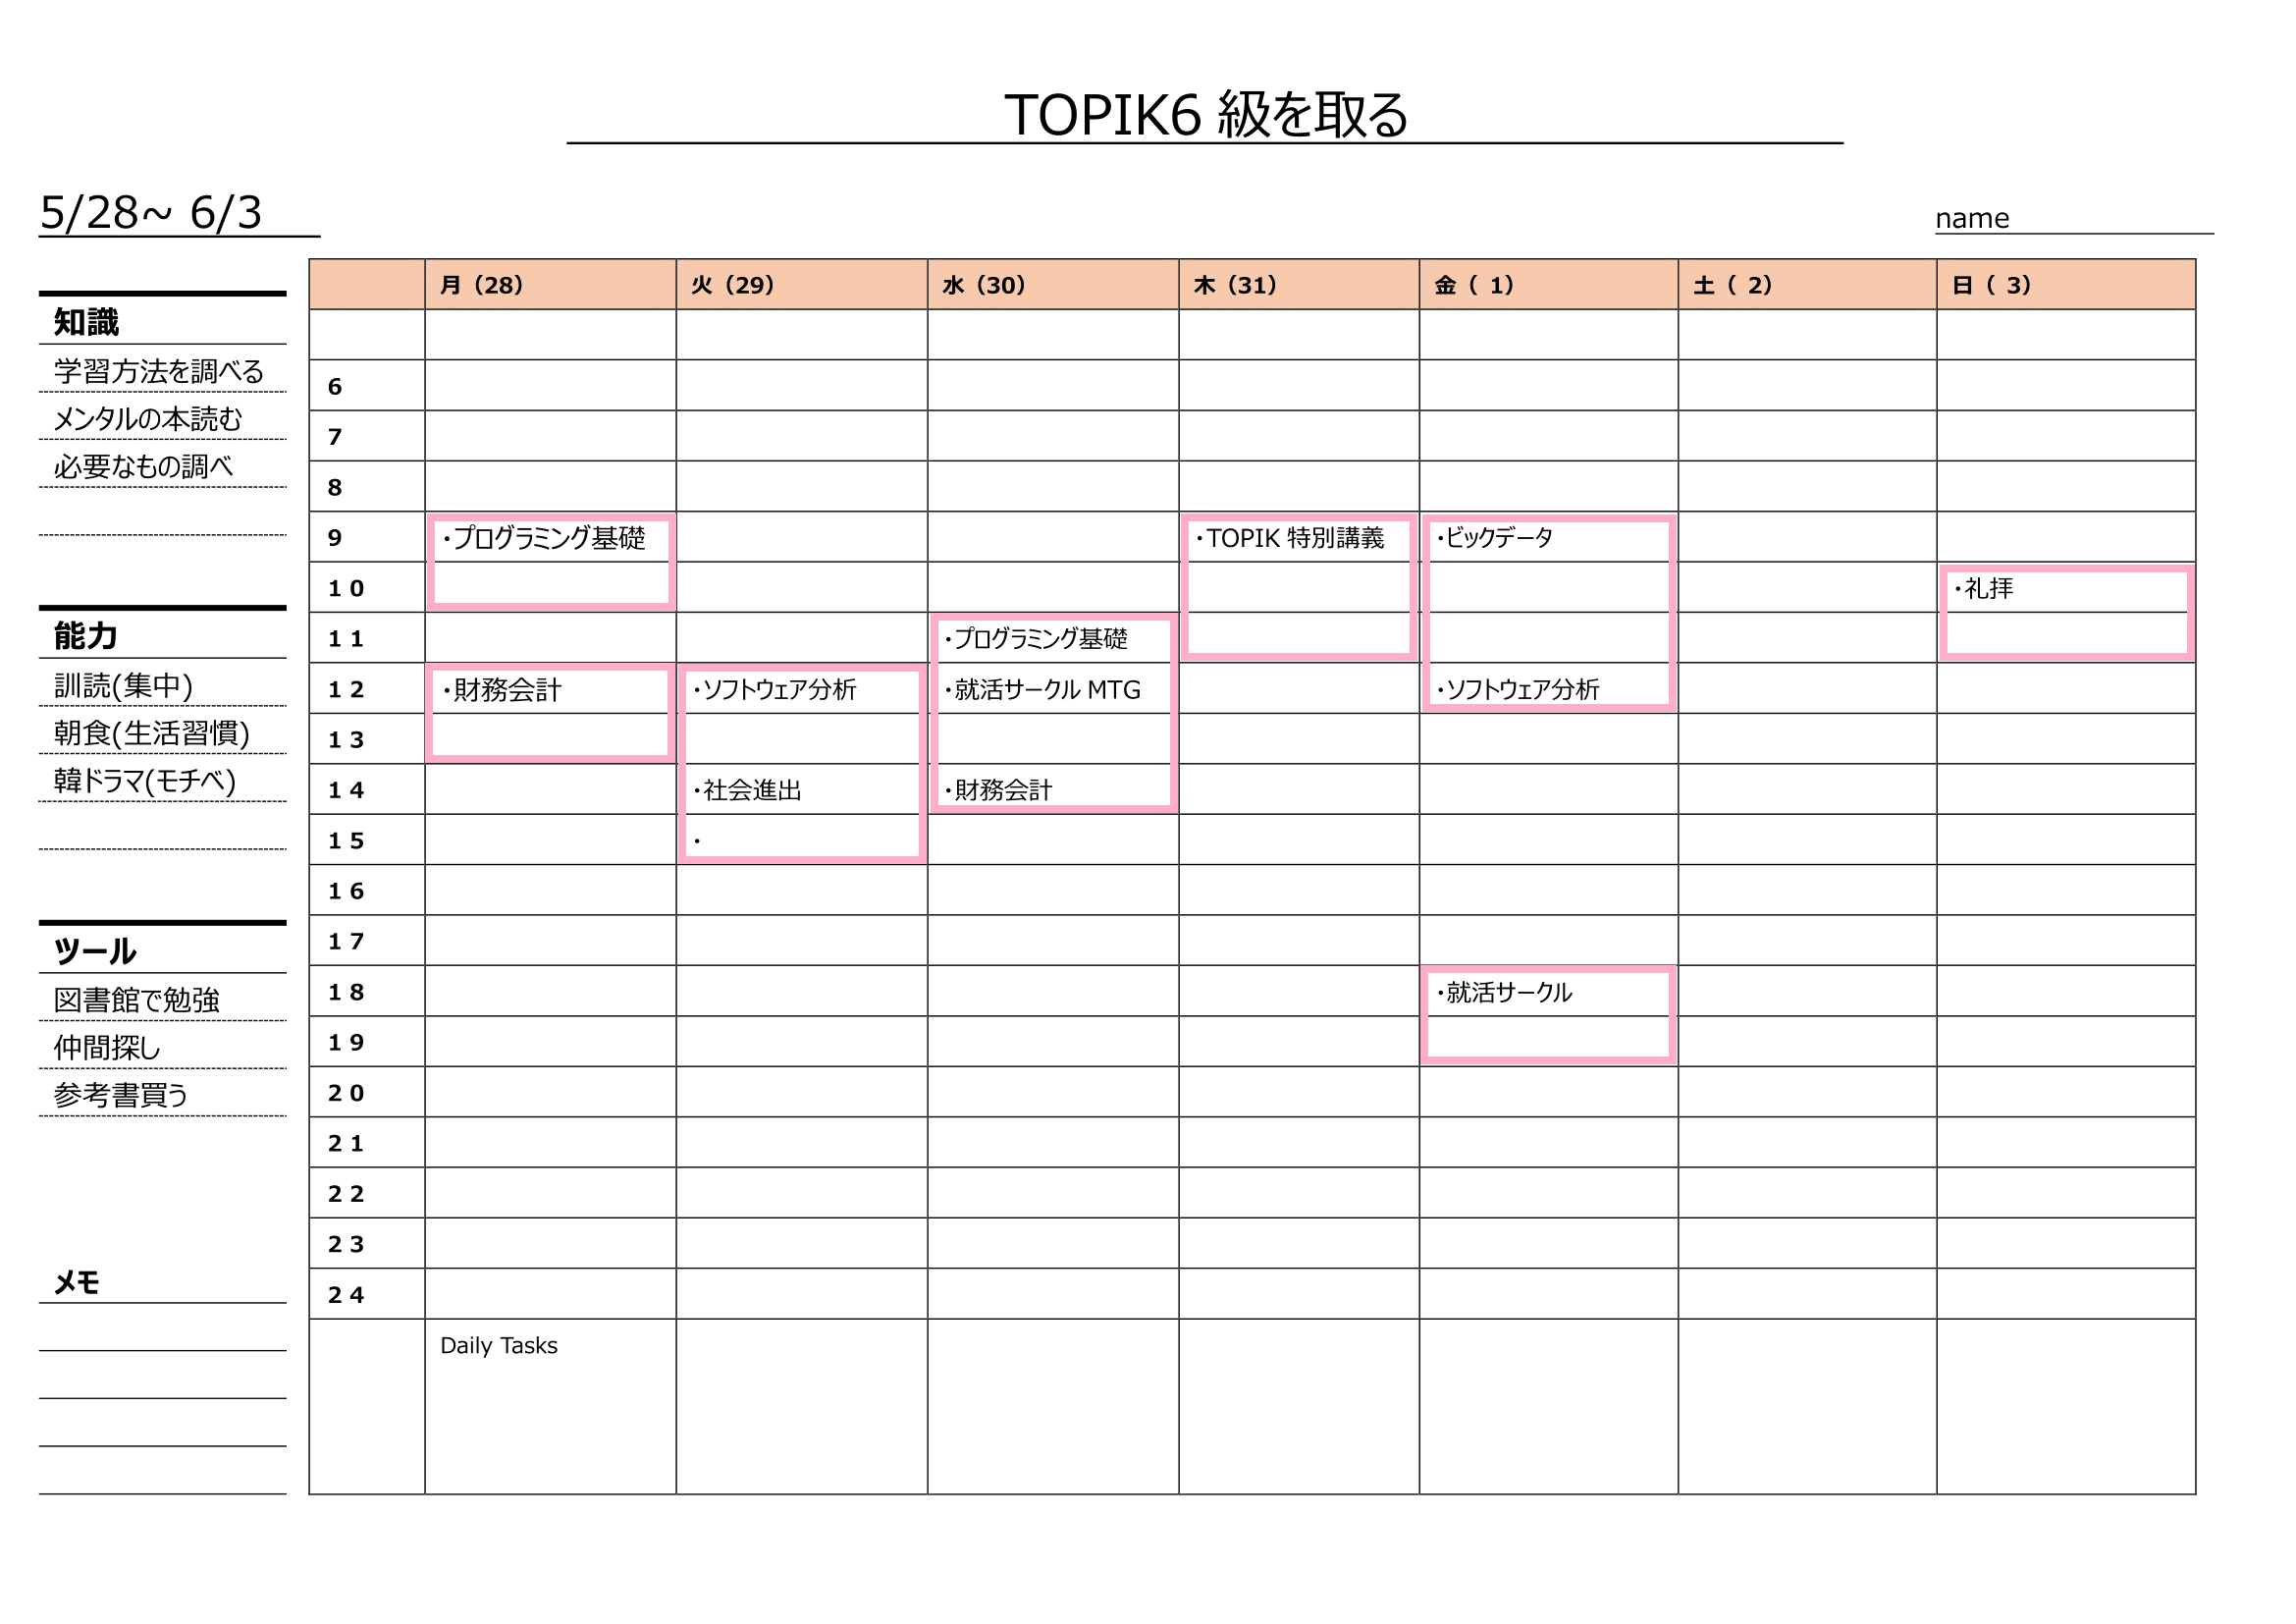 TOPIK6 級を取る
5/28~ 6/3
name
知識
学習方法を調べる
メンタルの本読む
必要なもの調べ
能力
訓読(集中)
朝食(生活習慣)
韓ドラマ(モチベ)
ツール
図書館で勉強
仲間探し
参考書買う
メモ
月（28） 火（29） 水（30） 木（31） 金（ 1） 土（ 2） 日（ 3）
6
7
8
9 ・プログラミング基礎 ・TOPIK 特別講義 ・ビックデータ
10 ・礼拝
11 ・プログラミング基礎
12 ・財務会計 ・ソフトウェア分析 ・就活サークル MTG ・ソフトウェア分析
13
14 ・社会進出 ・財務会計
15 ・
16
17
18 ・就活サークル
19
20
21
22
23
24
Daily Tasks